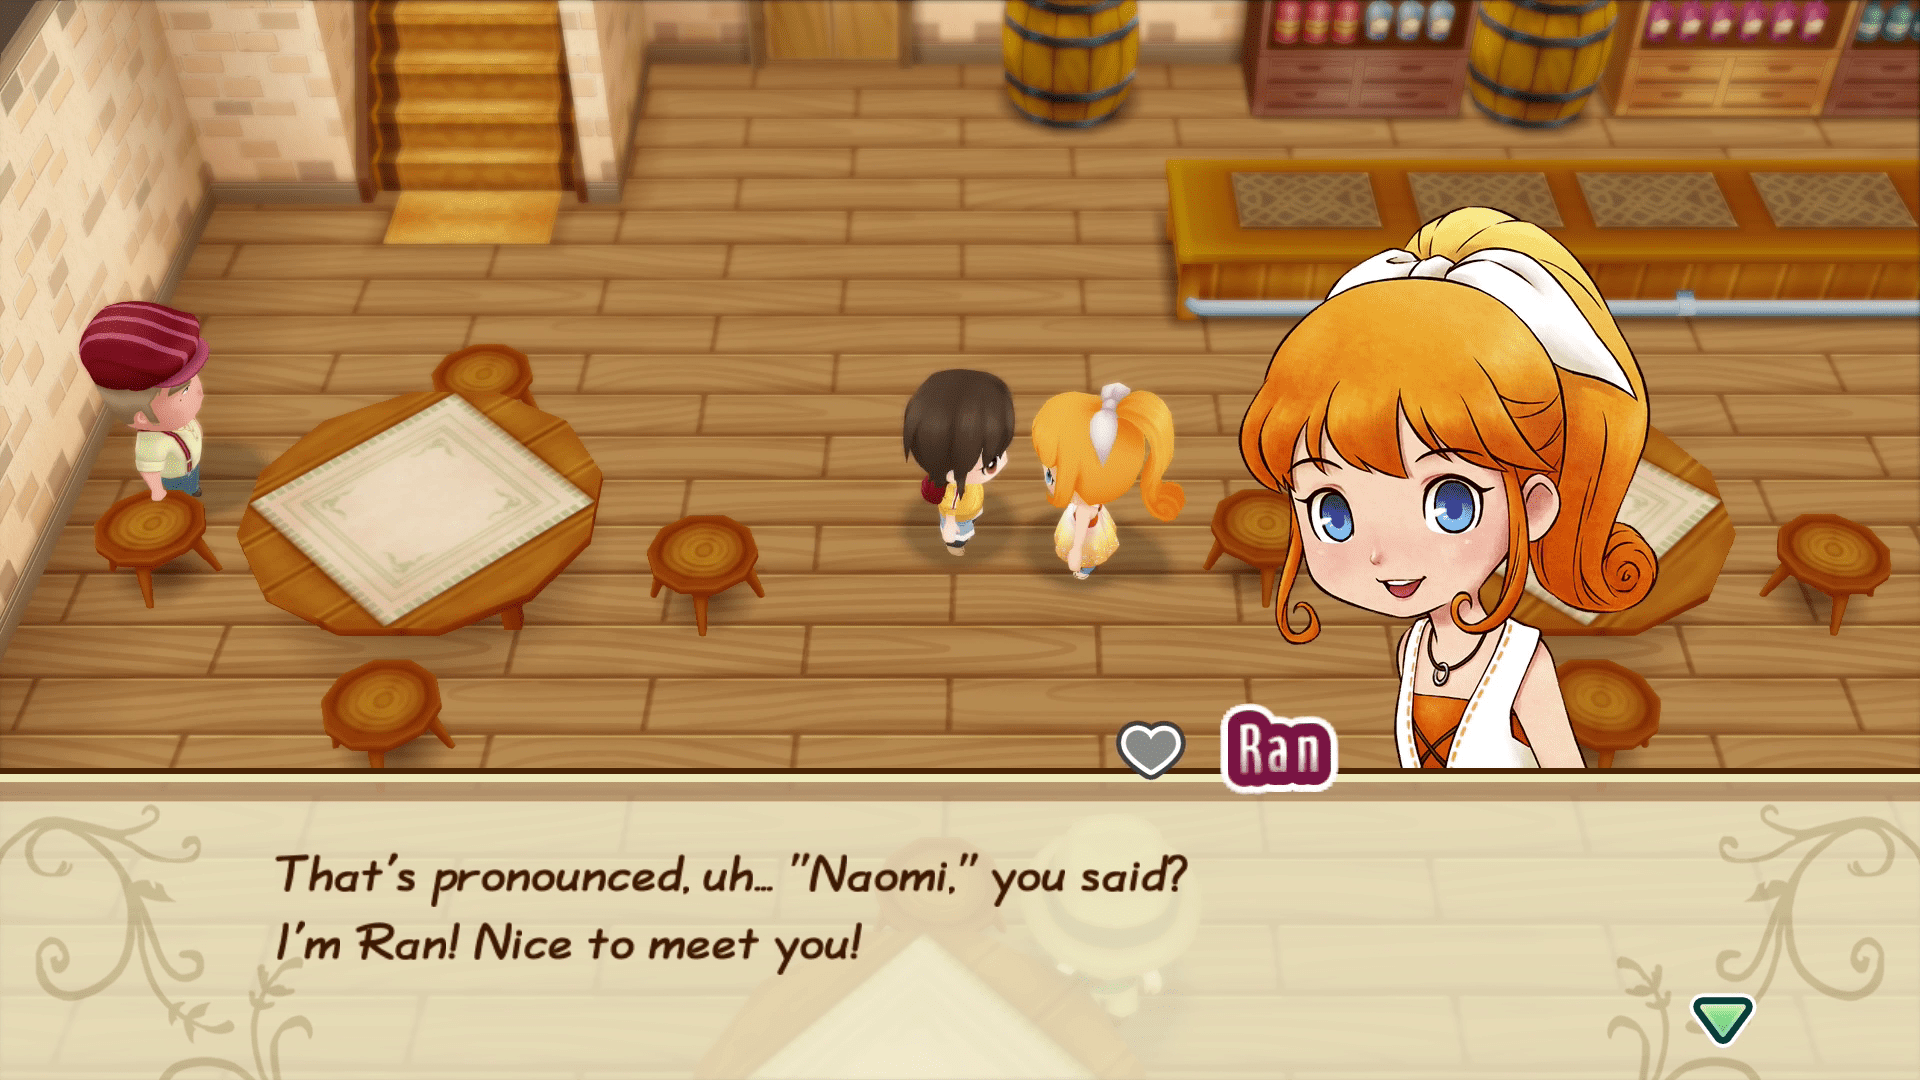 Ran
That's pronounced, uh... "Naomi," you said?
I'm Ran! Nice to meet you!